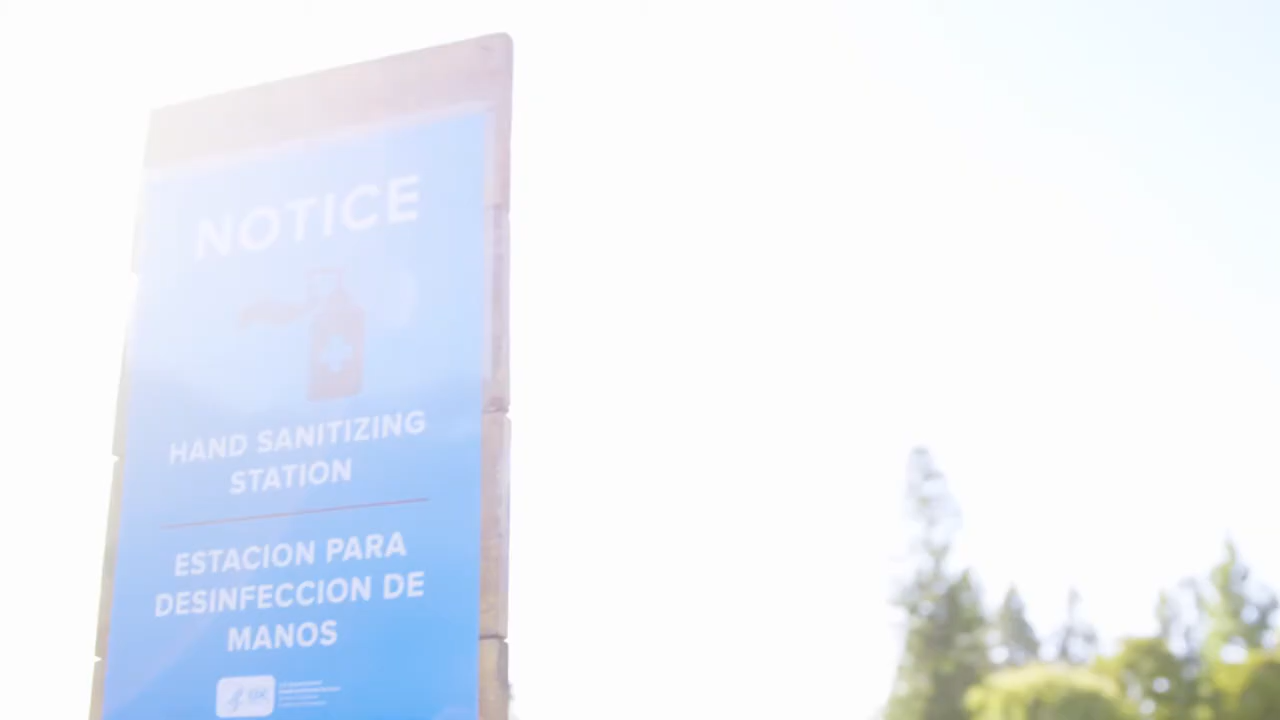 NOTICE
HAND SANITIZING
STATION
ESTACION PARA
DESINFECCION DE
MANOS